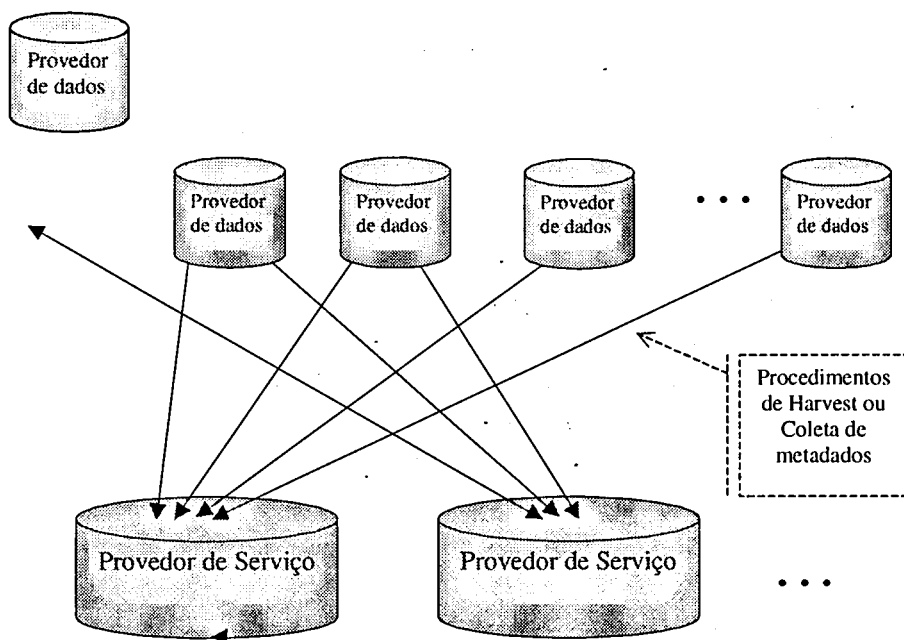 Provedor
de dados
Provedor
de dados
Provedor
de dados
Provedor
de dados
• • •
Provedor
de dados
Procedimentos
de Harvest ou
Coleta de
metadados
Provedor de Serviço
Provedor de Serviço
• • •